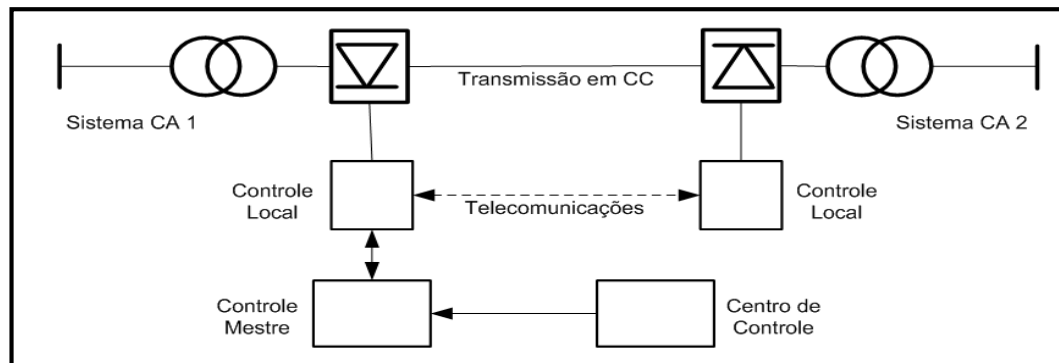 Transmissão em CC
Sistema CA 1
Sistema CA 2
Controle
Local
Telecomunicações
Controle
Local
Controle
Mestre
Centro de
Controle